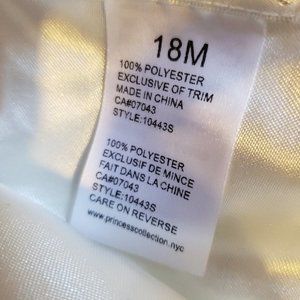 18M
100% POLYESTER
EXCLUSIVE OF TRIM
MADE IN CHINA
CA#07043
STYLE:10443S
100% POLYESTER
EXCLUSIF DE MINCE
FAIT DANS LA CHINE
CA#07043
STYLE:10443S
CARE ON REVERSE
www.princesscollection.nyc